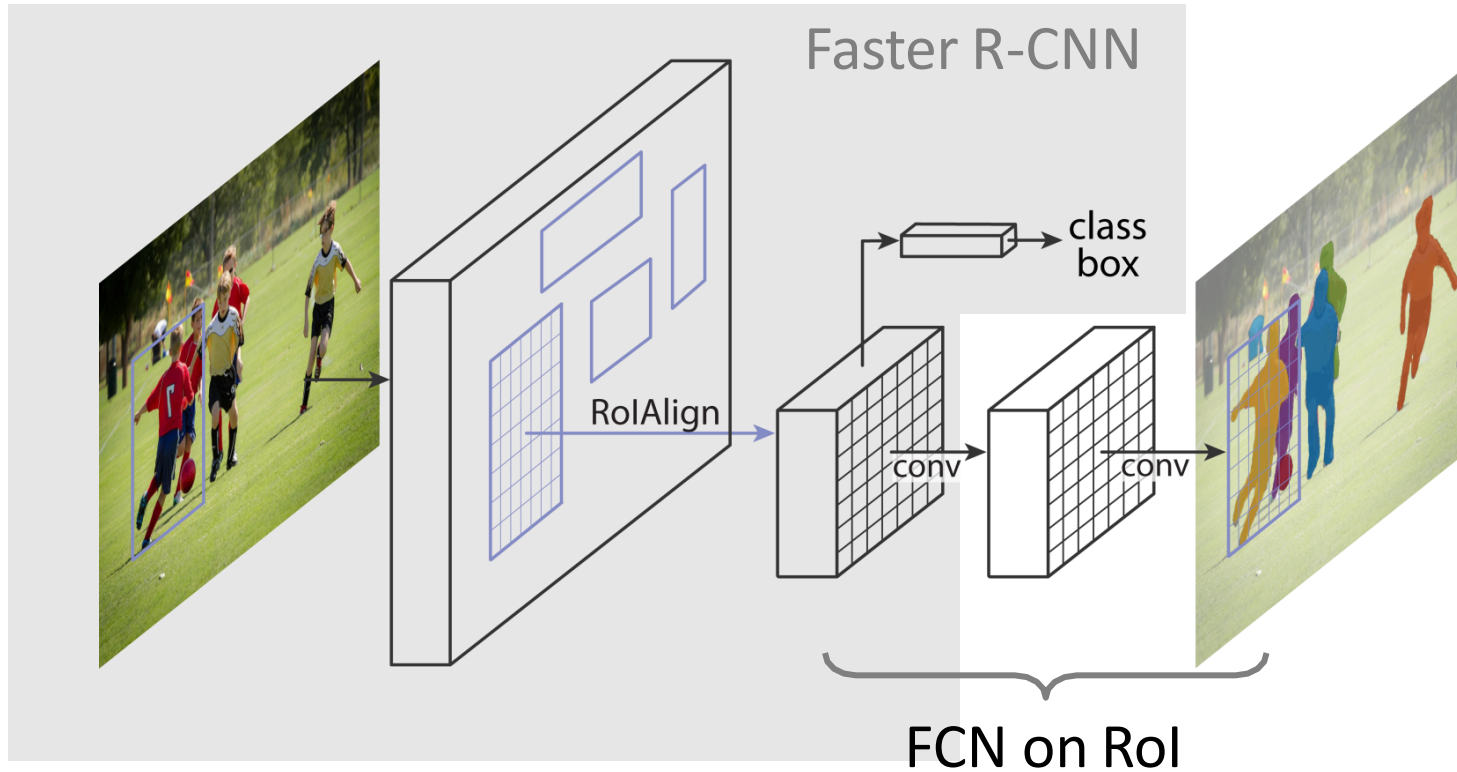 Faster R-CNN
class
box
RoIAlign
conv
conv
FCN on RoI